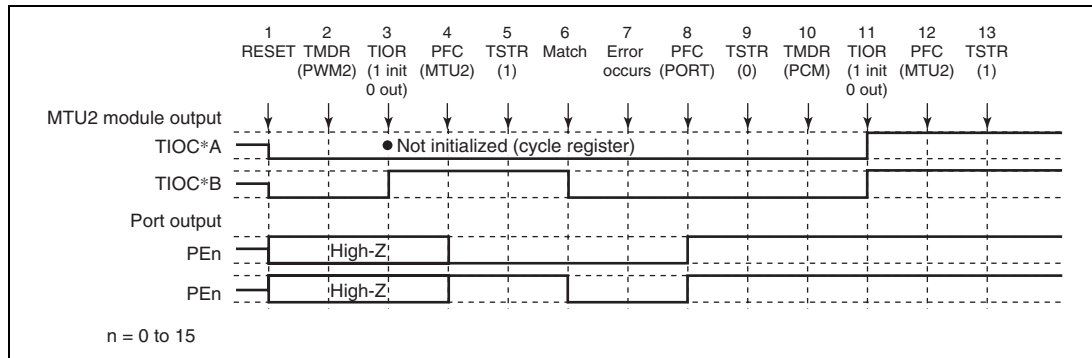 1 2 3 4 5 6 7 8 9 10 11 12 13
RESET TMDR TIOR PFC TSTR Match Error PFC TSTR TMDR TIOR PFC TSTR
(PWM2) (1 init (MTU2) (1) occurs (PORT) (0) (PCM) (1 init (MTU2) (1)
0 out) 0 out)
MTU2 module output
TIOC*A
● Not initialized (cycle register)
TIOC*B
Port output
PEn
High-Z
PEn
High-Z
n = 0 to 15